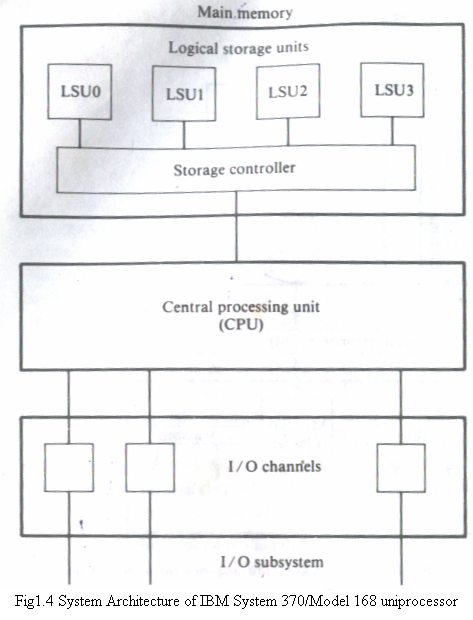 Main memory
Logical storage units
LSU0 LSU1 LSU2 LSU3
Storage controller
Central processing unit
(CPU)
I/O channels
I/O subsystem
Fig1.4 System Architecture of IBM System 370/Model 168 uniprocessor